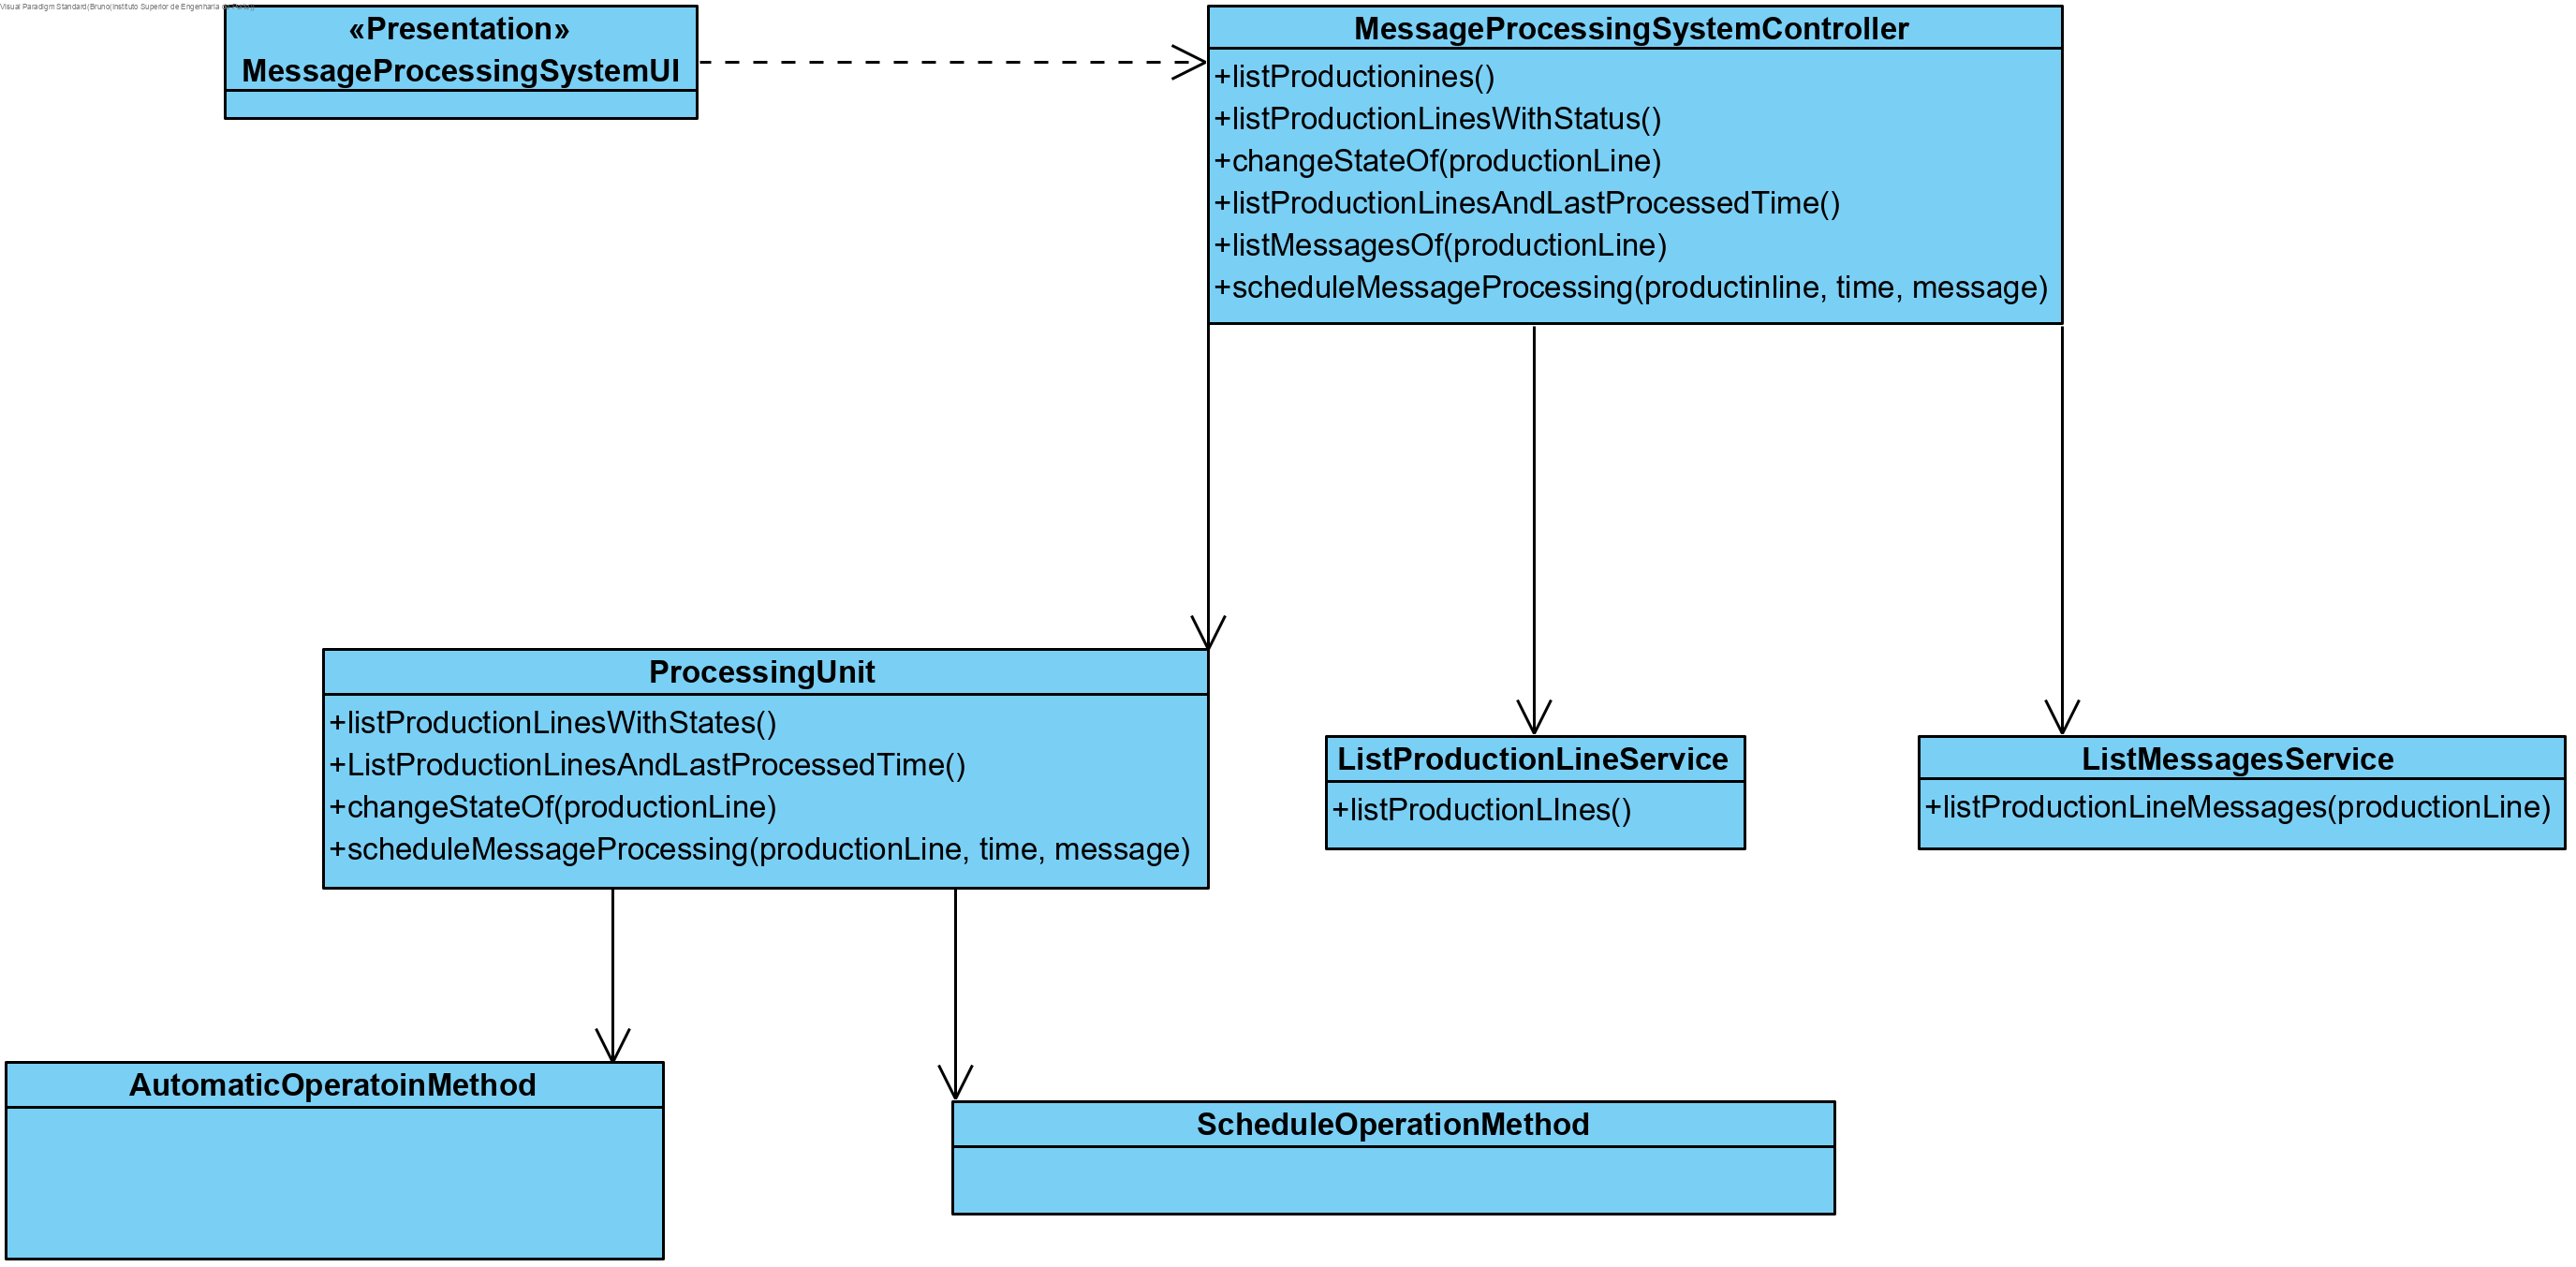 Visual Paradigm Standard(Bruno(Instituto Superior de Engenharia
«Presentation»
MessageProcessingSystemUI
MessageProcessingSystemController
+listProductionines()
+listProductionLinesWithStatus()
+changeStateOf(productionLine)
+listProductionLinesAndLastProcessedTime()
+listMessagesOf(productionLine)
+scheduleMessageProcessing(productinline, time, message)
ProcessingUnit
+listProductionLinesWithStates()
+ListProductionLinesAndLastProcessedTime()
+changeStateOf(productionLine)
+scheduleMessageProcessing(productionLine, time, message)
ListProductionLineService
+listProductionLInes()
ListMessagesService
+listProductionLineMessages(productionLine)
AutomaticOperatoinMethod
ScheduleOperationMethod